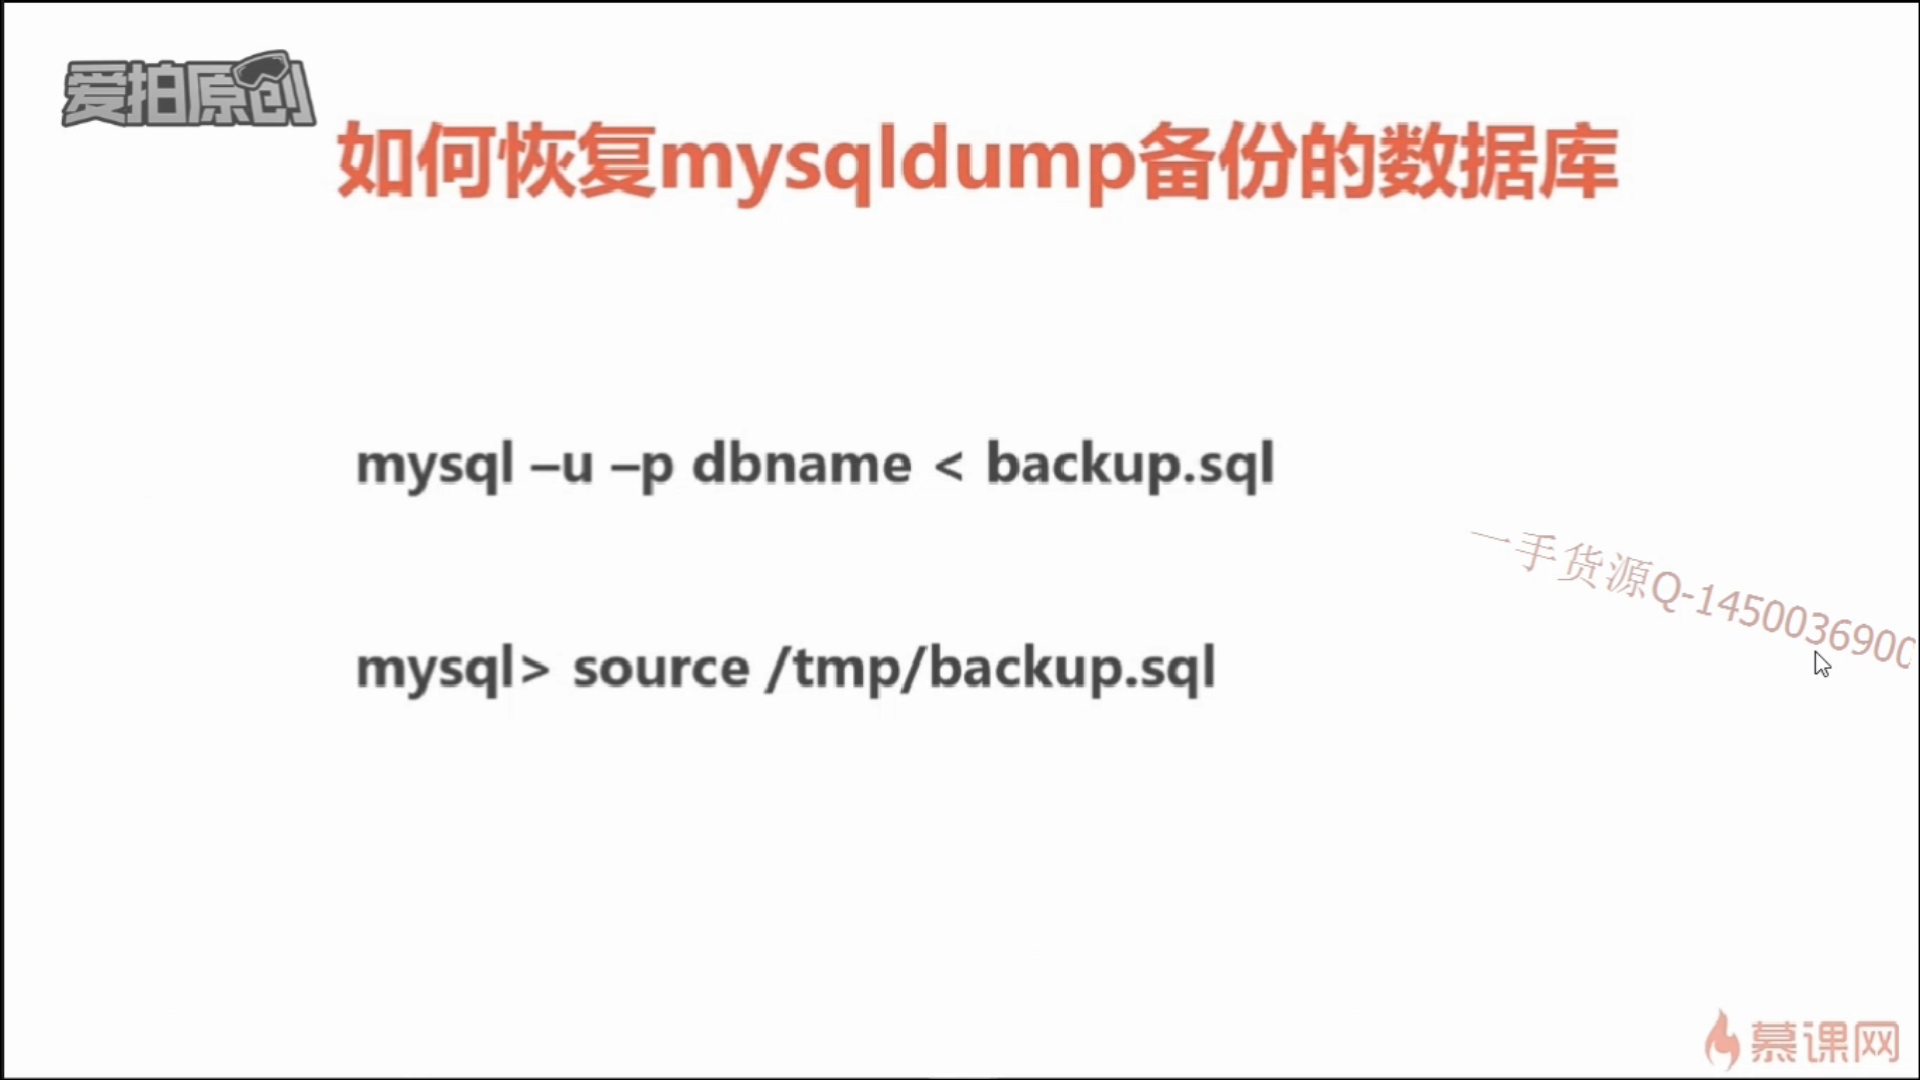 爱拍原创
如何恢复mysqldump备份的数据库
mysql –u –p dbname < backup.sql
一手货源Q-1450036900
mysql> source /tmp/backup.sql
慕课网